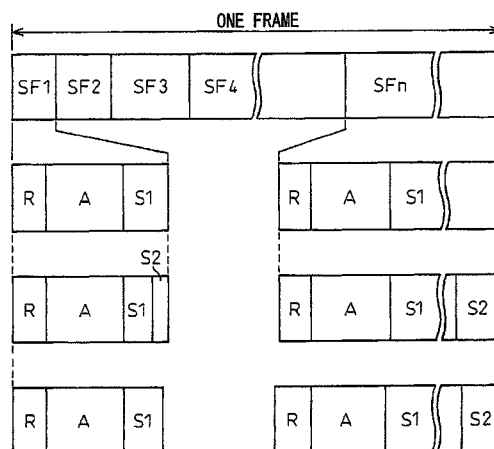 ONE FRAME
SF1 SF2 SF3 SF4 SFn
R A S1 R A S1
S2
R A S1 R A S1 S2
R A S1 R A S1 S2